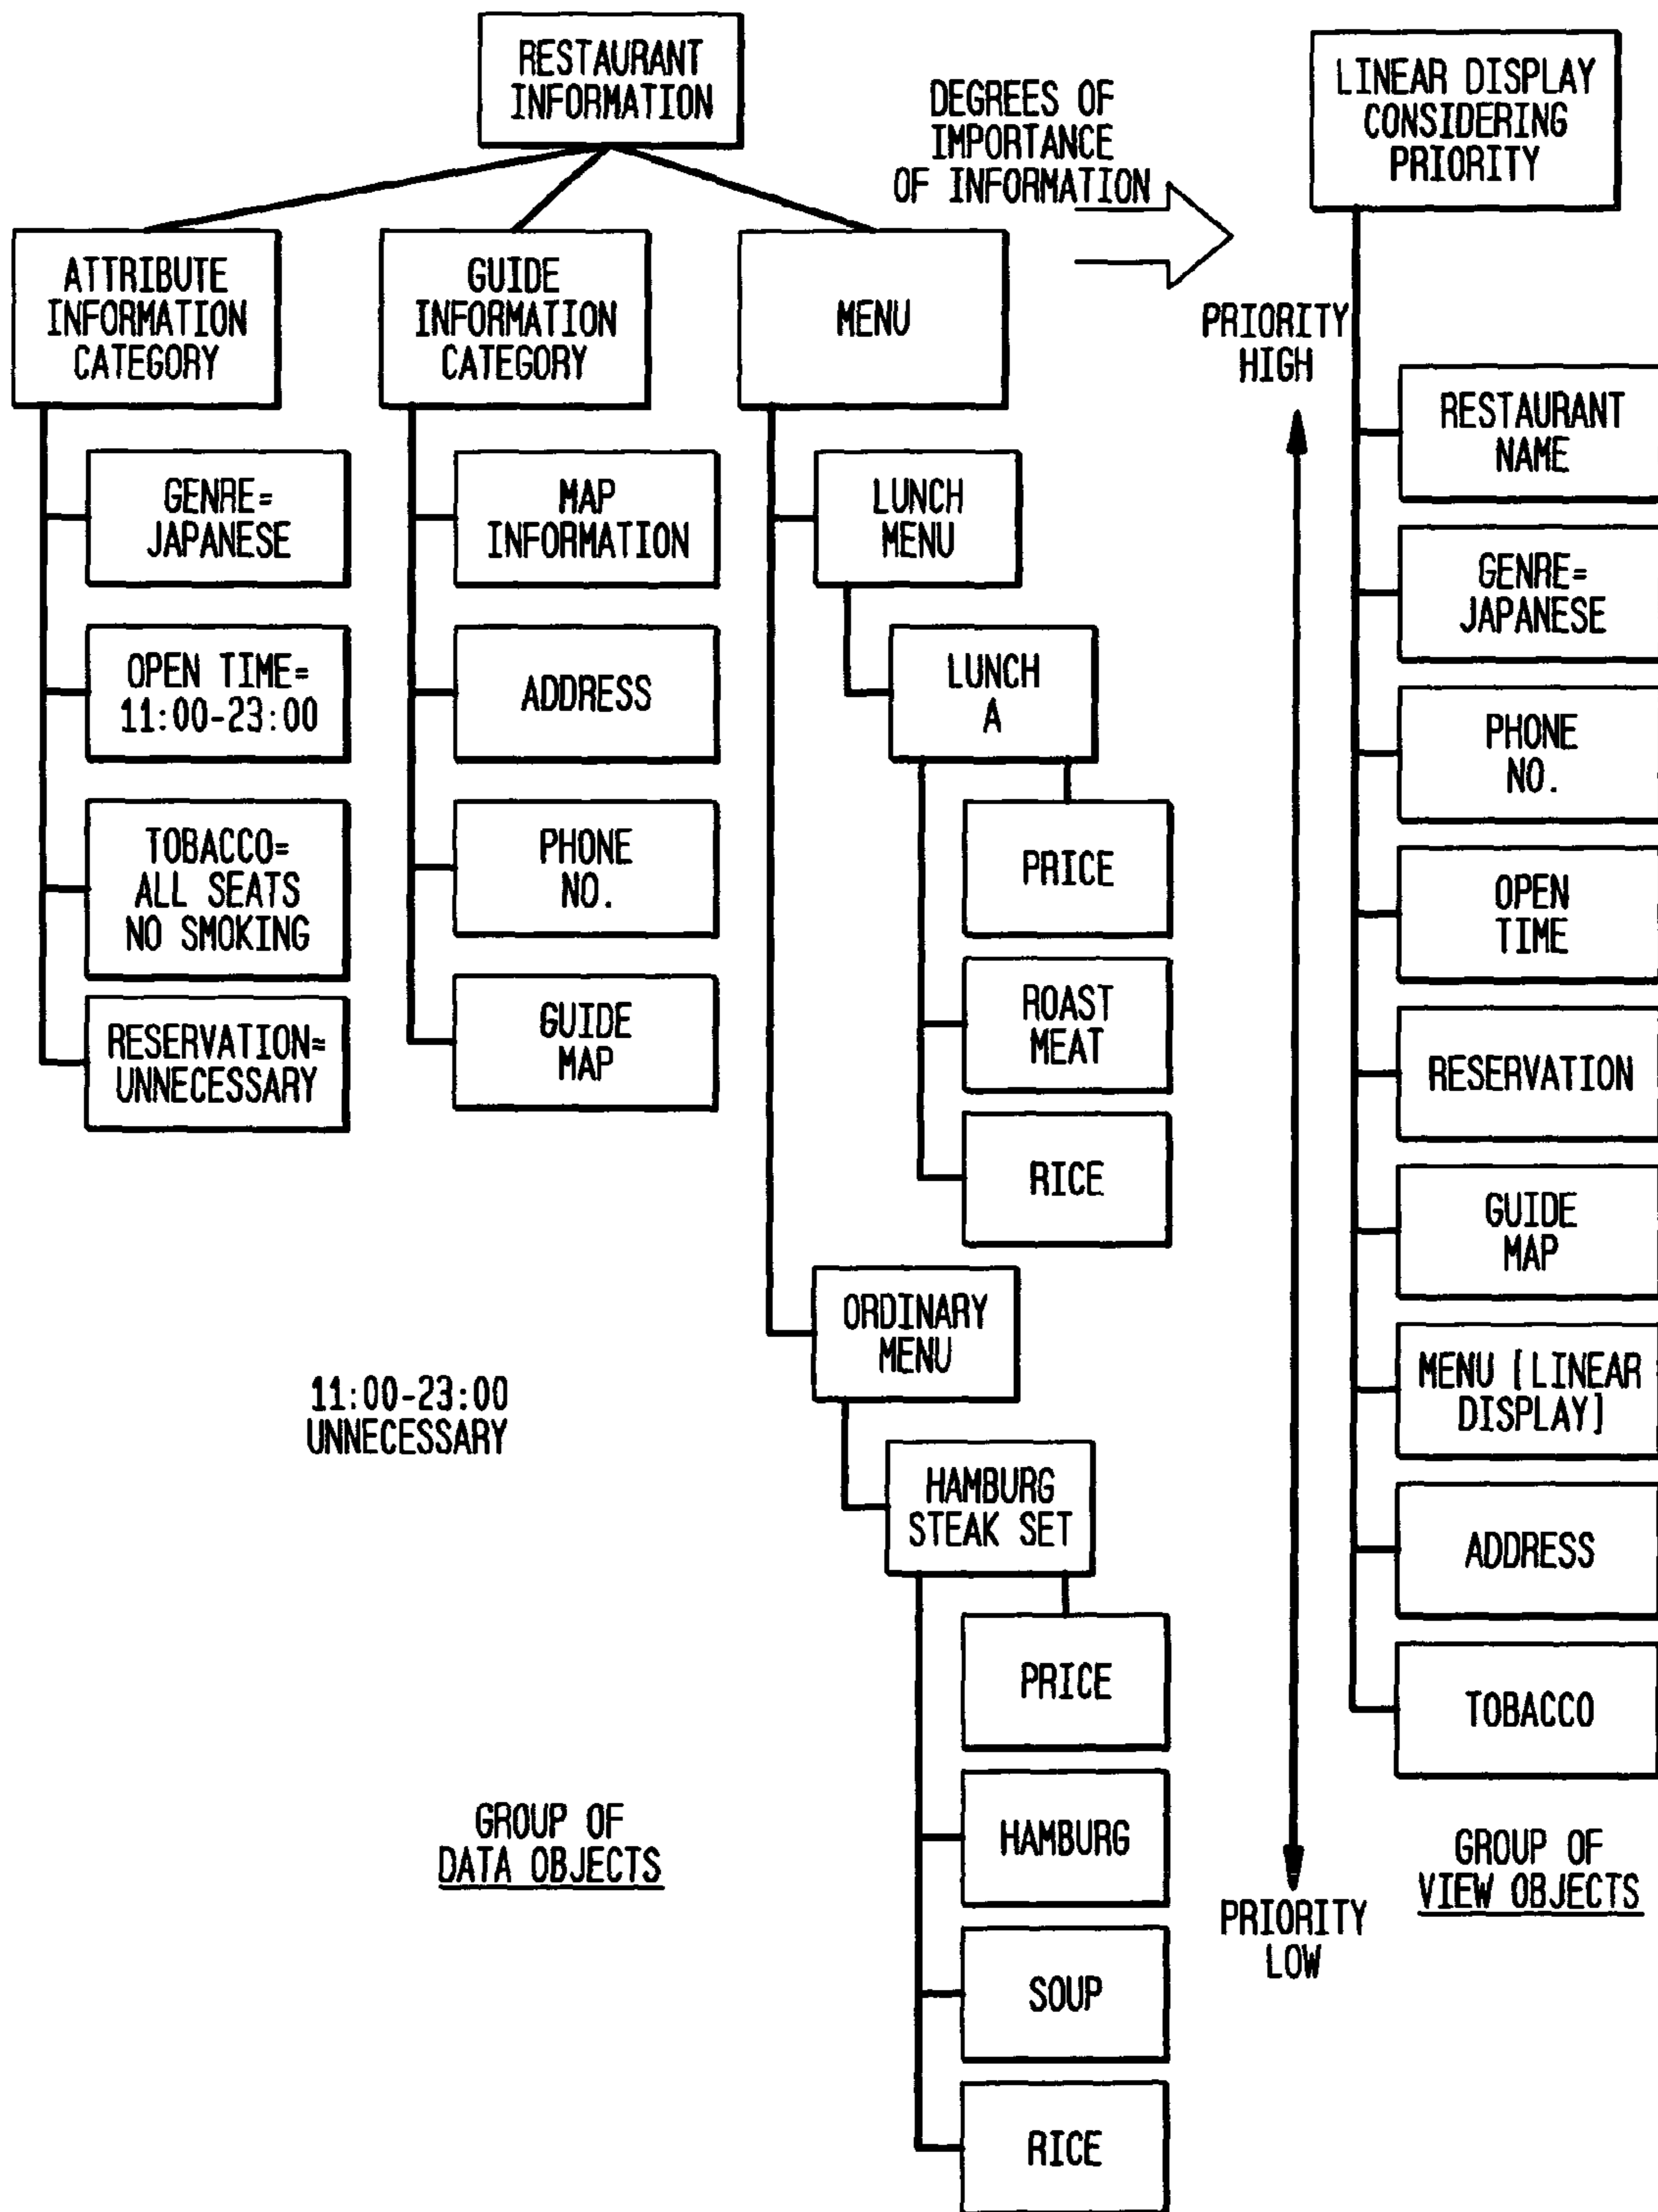 RESTAURANT
INFORMATION
DEGREES OF
IMPORTANCE
OF INFORMATION
LINEAR DISPLAY
CONSIDERING
PRIORITY
ATTRIBUTE
INFORMATION
CATEGORY
GENRE=
JAPANESE
OPEN TIME=
11:00-23:00
TOBACCO=
ALL SEATS
NO SMOKING
RESERVATION=
UNNECESSARY
GUIDE
INFORMATION
CATEGORY
MAP
INFORMATION
ADDRESS
PHONE
NO.
GUIDE
MAP
MENU
LUNCH
MENU
LUNCH
A
PRICE
ROAST
MEAT
RICE
ORDINARY
MENU
HAMBURG
STEAK SET
PRICE
HAMBURG
SOUP
RICE
11:00-23:00
UNNECESSARY
GROUP OF
DATA OBJECTS
PRIORITY
HIGH
PRIORITY
LOW
RESTAURANT
NAME
GENRE=
JAPANESE
PHONE
NO.
OPEN
TIME
RESERVATION
GUIDE
MAP
MENU [LINEAR
DISPLAY]
ADDRESS
TOBACCO
GROUP OF
VIEW OBJECTS